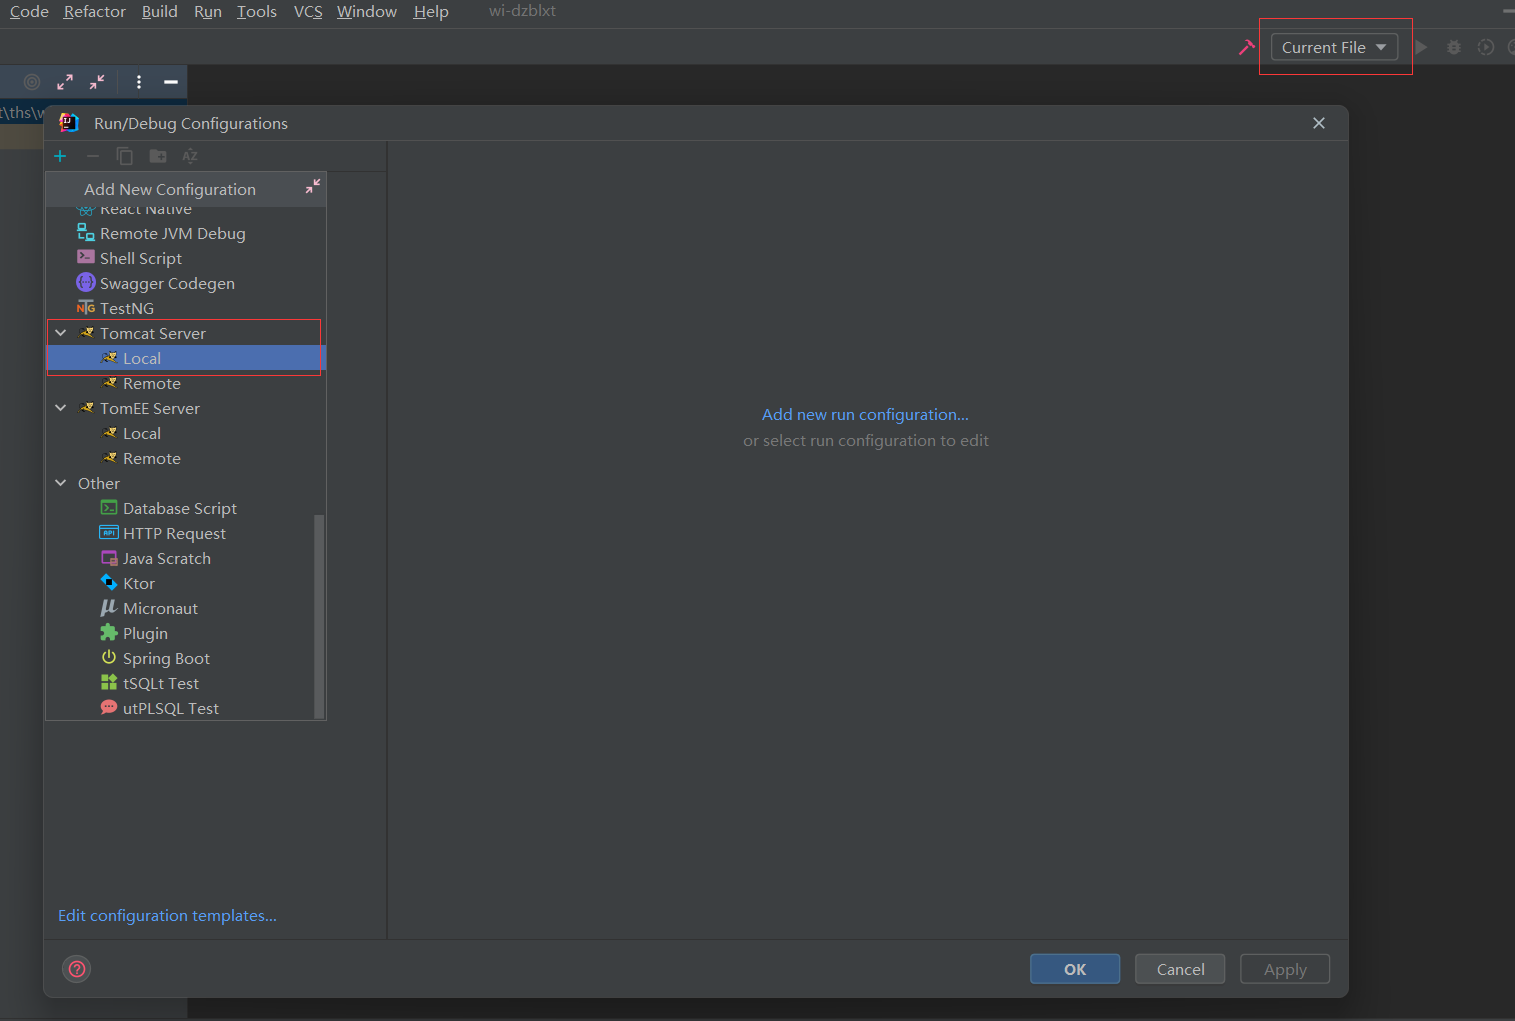 Code Refactor Build Run Tools VCS Window Help wi-dzblxt
Current File
t\ths\w
Run/Debug Configurations
Add New Configuration
React Native
Remote JVM Debug
Shell Script
Swagger Codegen
TestNG
Tomcat Server
Local
Remote
TomEE Server
Local
Remote
Other
Database Script
HTTP Request
Java Scratch
Ktor
Micronaut
Plugin
Spring Boot
tSQLt Test
utPLSQL Test
Add new run configuration...
or select run configuration to edit
Edit configuration templates...
OK Cancel Apply